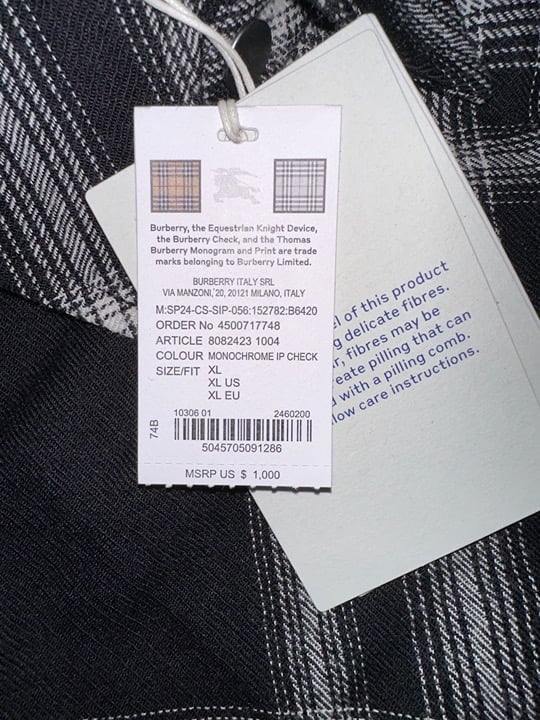 Burberry, the Equestrian Knight Device,
the Burberry Check, and the Thomas
Burberry Monogram and Print are trade
marks belonging to Burberry Limited.
BURBERRY ITALY SRL
VIA MANZONI,'20, 20121 MILANO, ITALY
M:SP24-CS-SIP-056:152782:B6420
ORDER No 4500717748
ARTICLE 8082423 1004
COLOUR MONOCHROME IP CHECK
SIZE/FIT XL
XL US
XL EU
74B
10306 01 2460200
5045705091286
MSRP US $ 1,000
of this product
delicate fibres.
fibres may be
pilling that can
with a pilling comb.
care instructions.